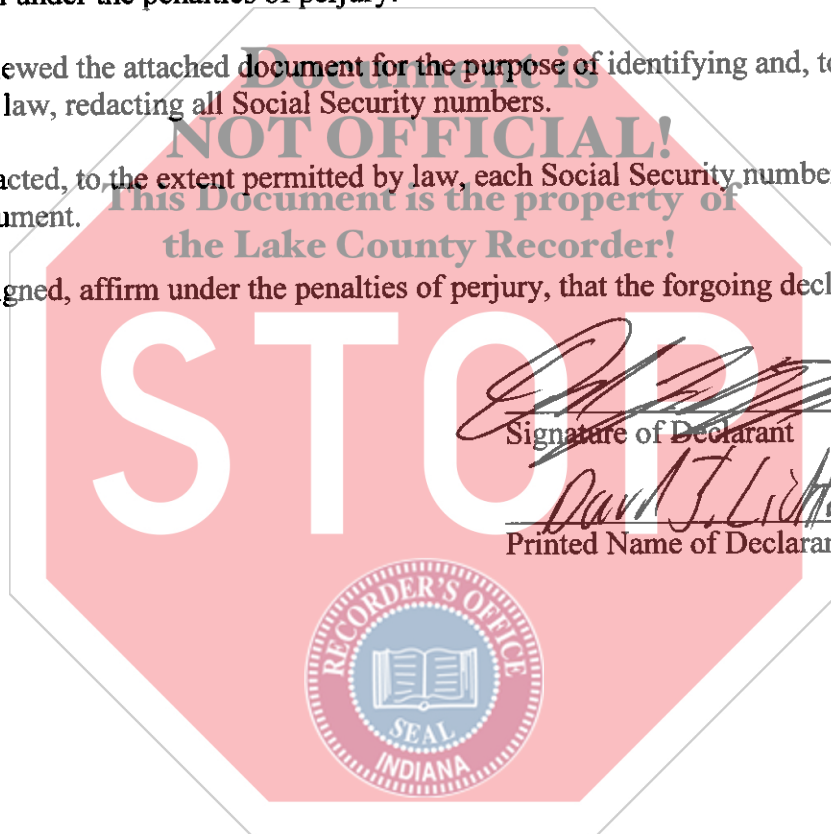 under the penalties of perjury.
ewed the attached document for the purpose of identifying and, to
Document is
law, redacting all Social Security numbers.
NOT OFFICIAL!
acted, to the extent permitted by law, each Social Security numbe
This Document is the property of
ument.
the Lake County Recorder!
gned, affirm under the penalties of perjury, that the forgoing decl
STOP
Signature of Declarant
David J.
Printed Name of Declaran
RECORDER'S OFFICE
SEAL
INDIANA